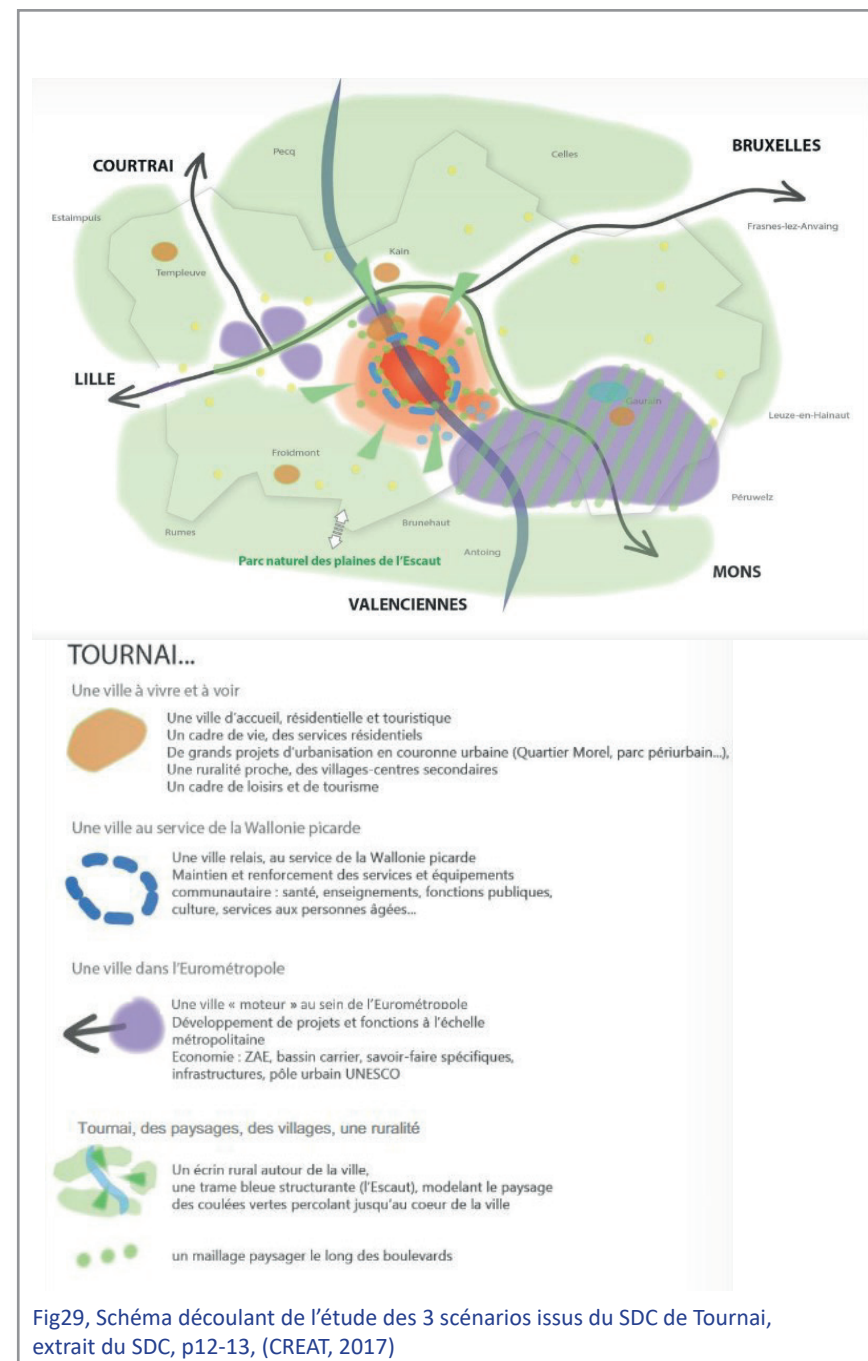 Pecq
Celles
BRUXELLES
COURTRAI
Estaimpuis
Frasnes-lez-Anvaing
Kain
Templeuve
LILLE
Gaurain
Leuze-en-Hainaut
Froidmont
Péruwelz
Rumes
Brunehaut
Antoing
Parc naturel des plaines de l'Escaut
MONS
VALENCIENNES
TOURNAI...
Une ville à vivre et à voir
Une ville d'accueil, résidentielle et touristique
Un cadre de vie, des services résidentiels
De grands projets d'urbanisation en couronne urbaine (Quartier Morel, parc périurbain...),
Une ruralité proche, des villages-centres secondaires
Un cadre de loisirs et de tourisme
Une ville au service de la Wallonie picarde
Une ville relais, au service de la Wallonie picarde
Maintien et renforcement des services et équipements
communautaire : santé, enseignements, fonctions publiques,
culture, services aux personnes âgées...
Une ville dans l'Eurométropole
Une ville « moteur » au sein de l'Eurométropole
Développement de projets et fonctions à l'échelle
métropolitaine
Economie : ZAE, bassin carrier, savoir-faire spécifiques,
infrastructures, pôle urbain UNESCO
Tournai, des paysages, des villages, une ruralité
Un écrin rural autour de la ville,
une trame bleue structurante (l'Escaut), modelant le paysage
des coulées vertes percolant jusqu'au coeur de la ville
un maillage paysager le long des boulevards
Fig29, Schéma découlant de l'étude des 3 scénarios issus du SDC de Tournai,
extrait du SDC, p12-13, (CREAT, 2017)